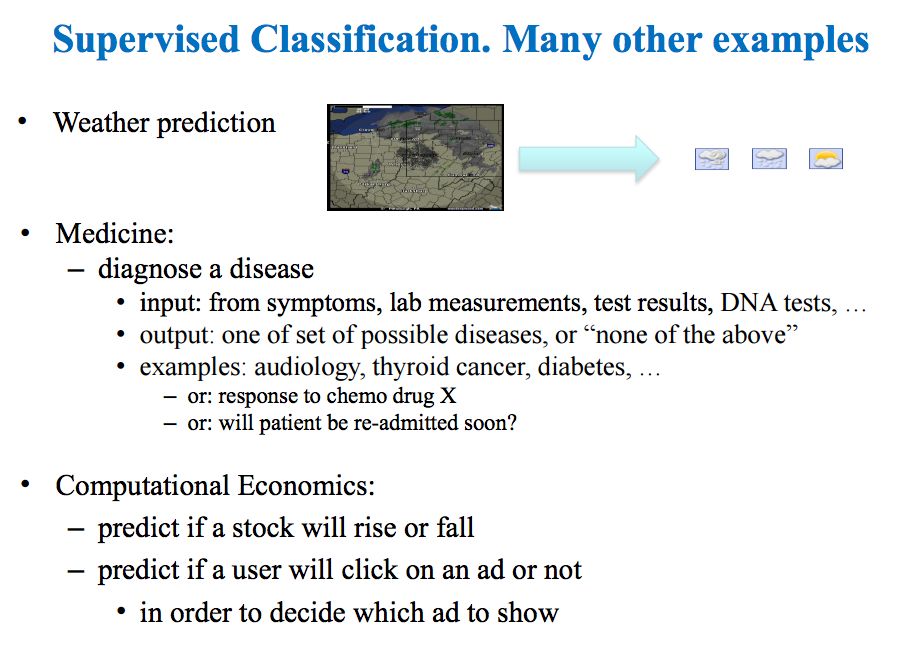 Supervised Classification. Many other examples
• Weather prediction
• Medicine:
– diagnose a disease
• input: from symptoms, lab measurements, test results, DNA tests, …
• output: one of set of possible diseases, or “none of the above”
• examples: audiology, thyroid cancer, diabetes, …
– or: response to chemo drug X
– or: will patient be re-admitted soon?
• Computational Economics:
– predict if a stock will rise or fall
– predict if a user will click on an ad or not
• in order to decide which ad to show